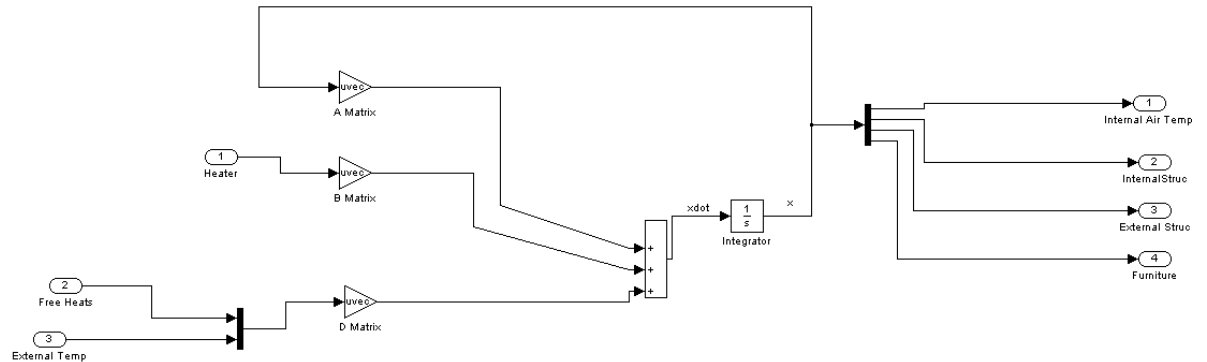 uvec
A Matrix
1
Internal Air Temp
1
Heater
uvec
B Matrix
2
InternalStruc
xdot
1
s
Integrator
x
3
External Struc
+
+
+
4
Furniture
2
Free Heats
uvec
D Matrix
3
External Temp